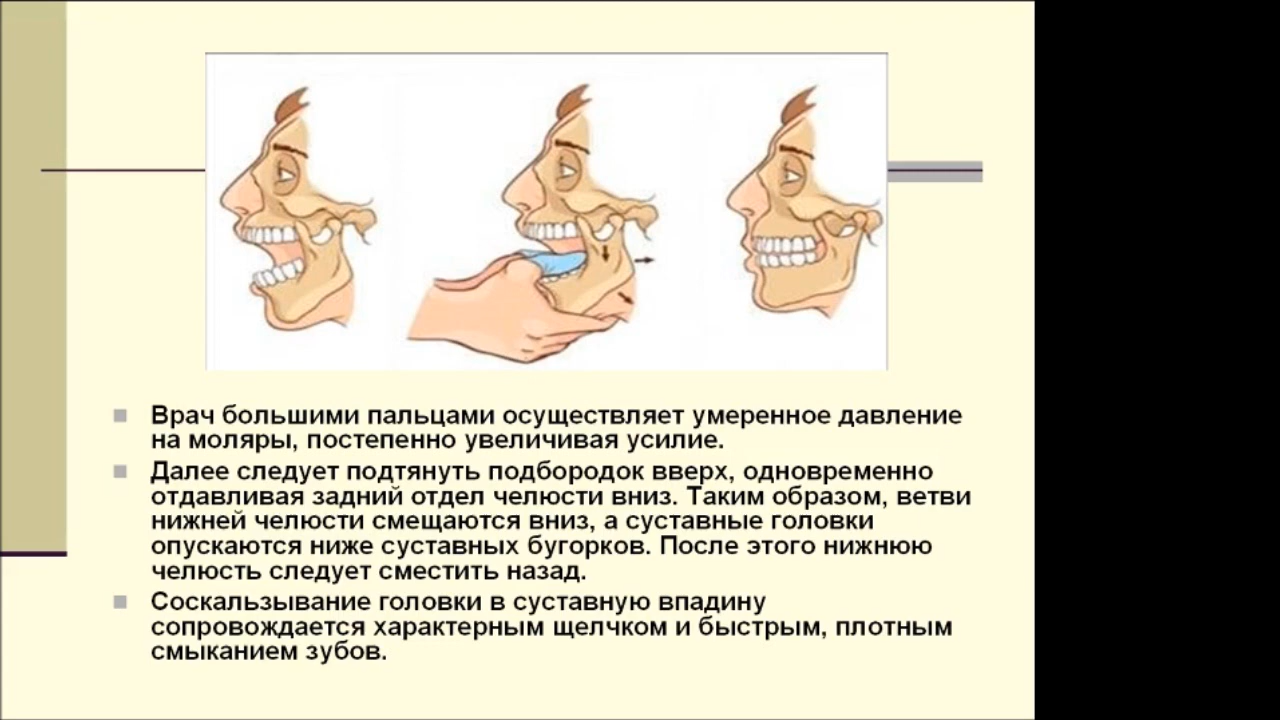 Врач большими пальцами осуществляет умеренное давление
на моляры, постепенно увеличивая усилие.
Далее следует подтянуть подбородок вверх, одновременно
отдавливая задний отдел челюсти вниз. Таким образом, ветви
нижней челюсти смещаются вниз, а суставные головки
опускаются ниже суставных бугорков. После этого нижнюю
челюсть следует сместить назад.
Соскальзывание головки в суставную впадину
сопровождается характерным щелчком и быстрым, плотным
смыканием зубов.